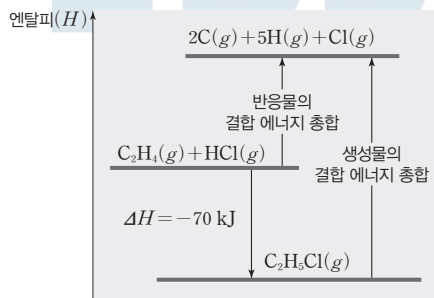 엔탈피(H)
2C(g)+5H(g)+Cl(g)
반응물의
결합 에너지 총합
C₂H₄(g)+HCl(g)
생성물의
결합 에너지 총합
ΔH=-70 kJ
C₂H₅Cl(g)